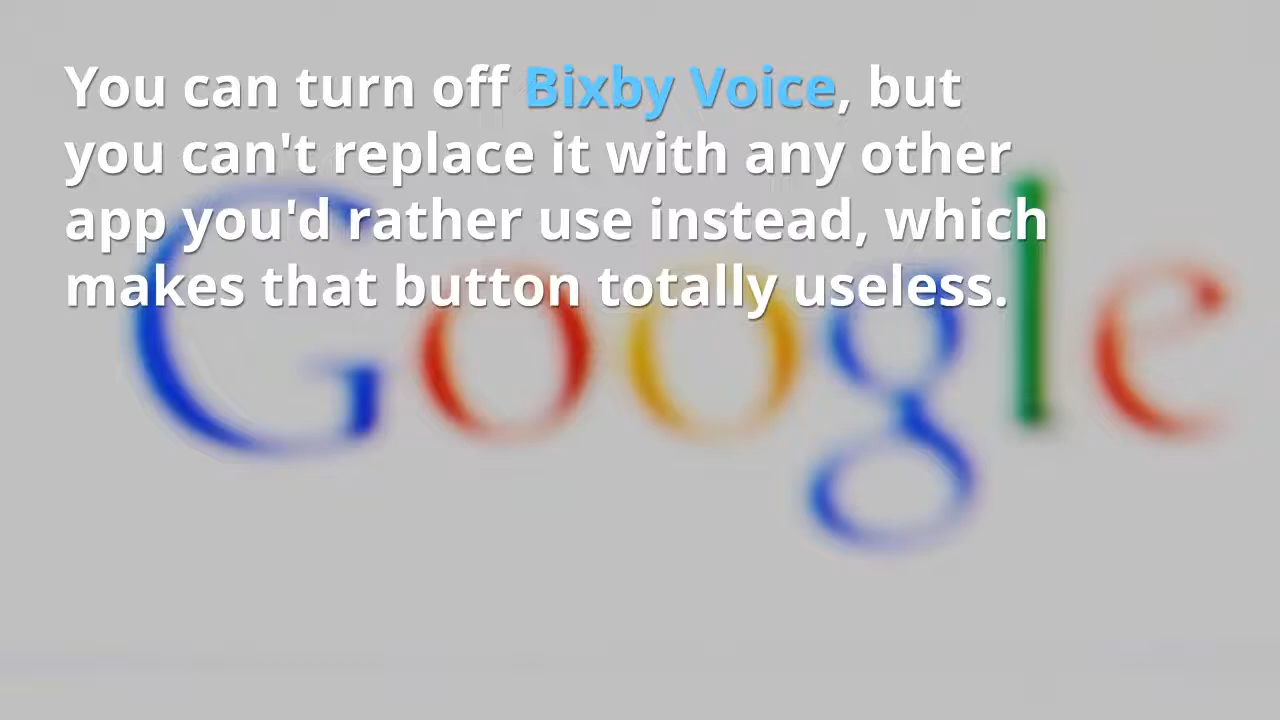 You can turn off Bixby Voice, but
you can't replace it with any other
app you'd rather use instead, which
makes that button totally useless.
Google